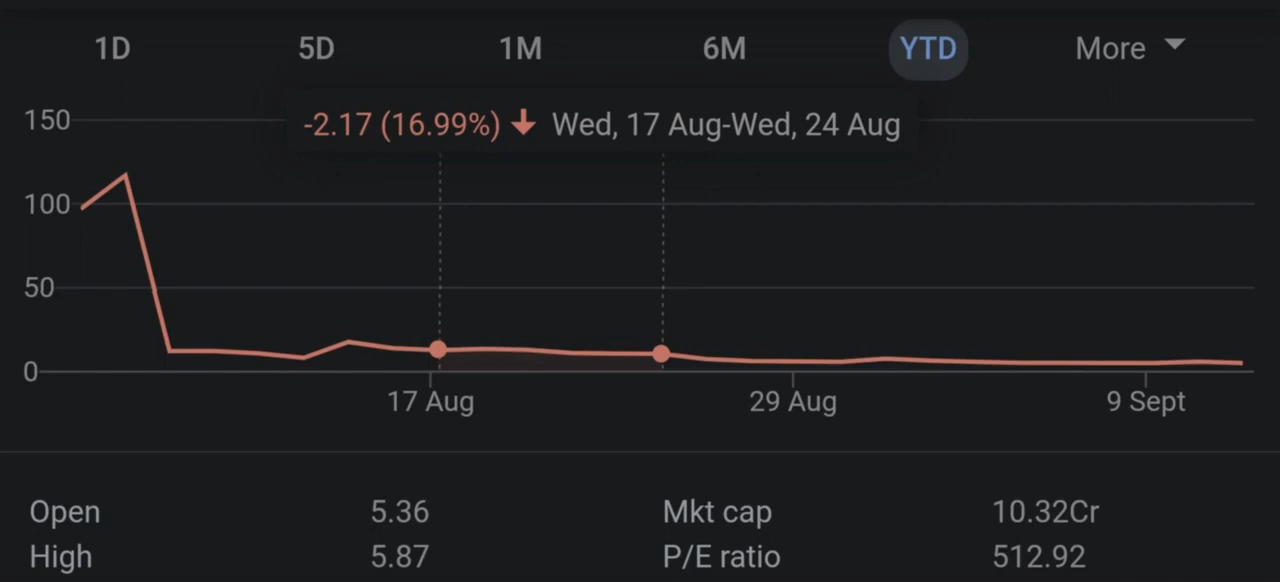 1D 5D 1M 6M YTD More
-2.17 (16.99%) Wed, 17 Aug-Wed, 24 Aug
150
100
50
0
17 Aug 29 Aug 9 Sept
Open 5.36 Mkt cap 10.32Cr
High 5.87 P/E ratio 512.92